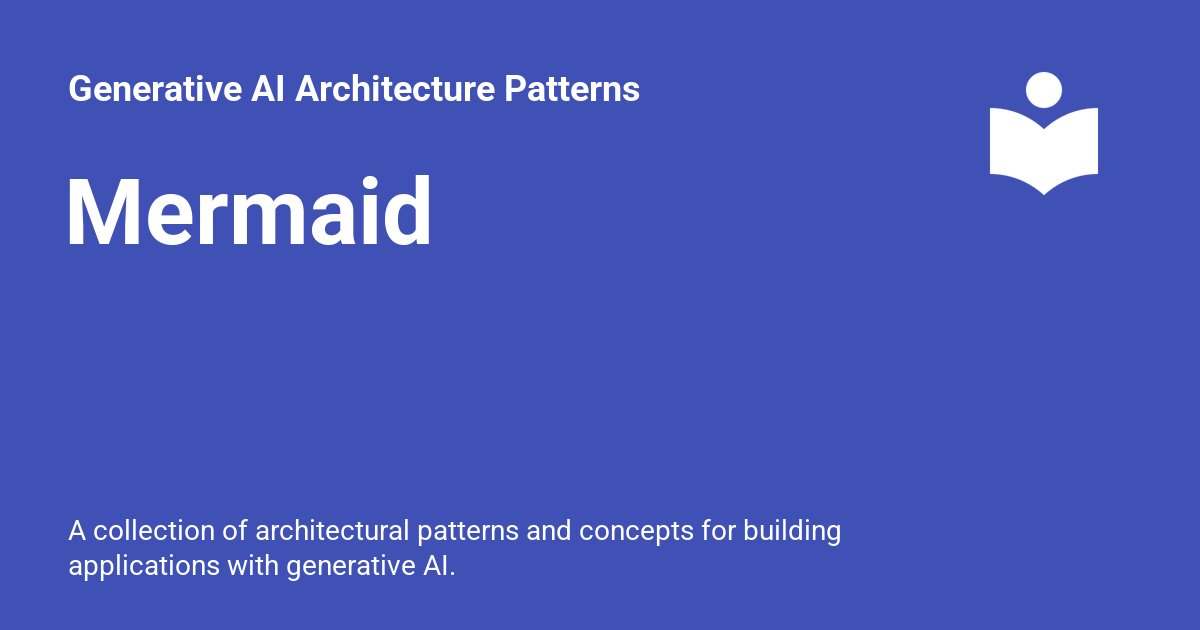 Generative AI Architecture Patterns
Mermaid
A collection of architectural patterns and concepts for building
applications with generative AI.